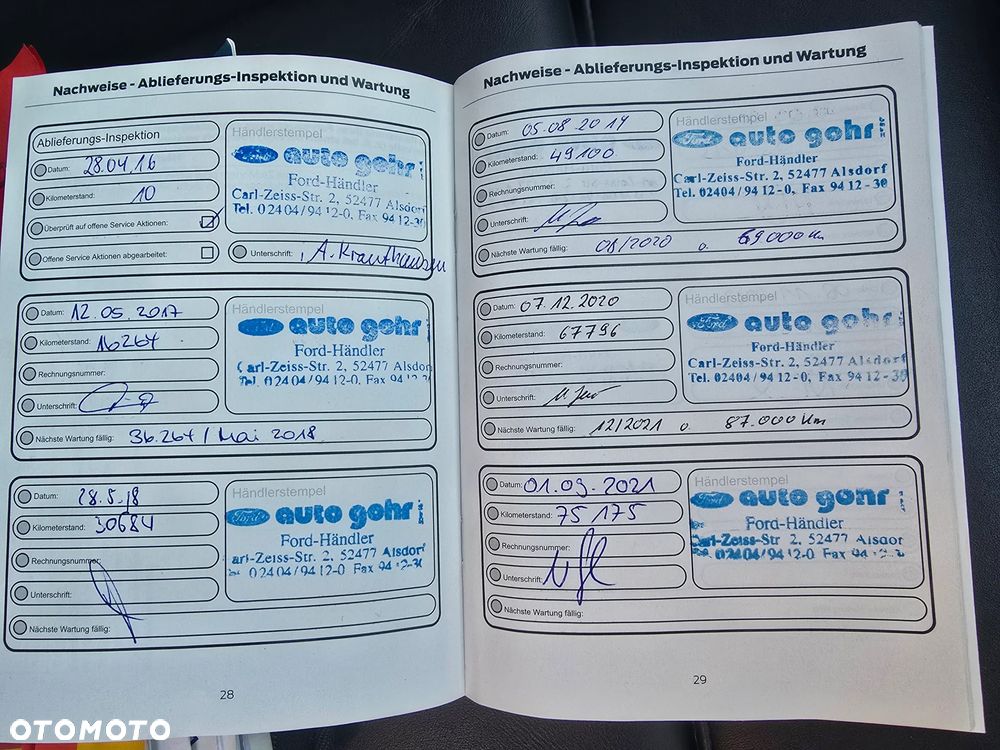 Nachweise - Ablieferungs-Inspektion und Wartung
Ablieferungs-Inspektion
Datum: 28.04.16
Kilometerstand: 10
Überprüft auf offene Service Aktionen:
Offene Service Aktionen abgearbeitet:
Händlerstempel
Ford auto gohr
Ford-Händler
Carl-Zeiss-Str. 2, 52477 Alsdorf
Tel. 02404/94 12-0, Fax 94 12-30
Unterschrift: A. Krauthausen
Datum: 12.05.2017
Kilometerstand: 16264
Rechnungsnummer:
Unterschrift:
Nächste Wartung fällig: 36.264 / Mai 2018
Händlerstempel
Ford auto gohr
Ford-Händler
Carl-Zeiss-Str. 2, 52477 Alsdorf
Tel. 02404/94 12-0, Fax 94 12-30
Datum: 28.5.18
Kilometerstand: 30684
Rechnungsnummer:
Unterschrift:
Nächste Wartung fällig:
Händlerstempel
Ford auto gohr
Ford-Händler
arl-Zeiss-Str. 2, 52477 Alsdorf
02404/94 12-0 Fax 94 12-30
28
Nachweise - Ablieferungs-Inspektion und Wartung
Datum: 05.08.2019
Kilometerstand: 49100
Rechnungsnummer:
Unterschrift:
Nächste Wartung fällig: 08/2020 o. 69000 km
Händlerstempel
Ford auto gohr
Ford-Händler
Carl-Zeiss-Str. 2, 52477 Alsdorf
Tel. 02404/94 12-0, Fax 94 12-30
Datum: 07.12.2020
Kilometerstand: 67796
Rechnungsnummer:
Unterschrift:
Nächste Wartung fällig: 12/2021 o. 87.000 km
Händlerstempel
Ford auto gohr
Ford-Händler
Carl-Zeiss-Str. 2, 52477 Alsdorf
Tel. 02404/94 12-0, Fax 94 12-30
Datum: 01.09.2021
Kilometerstand: 75175
Rechnungsnummer:
Unterschrift:
Nächste Wartung fällig:
Händlerstempel
Ford auto gohr
Ford-Händler
Carl-Zeiss-Str. 2, 52477 Alsdor
Tel. 02404/94 12-0, Fax 94
29
OTOMOTO